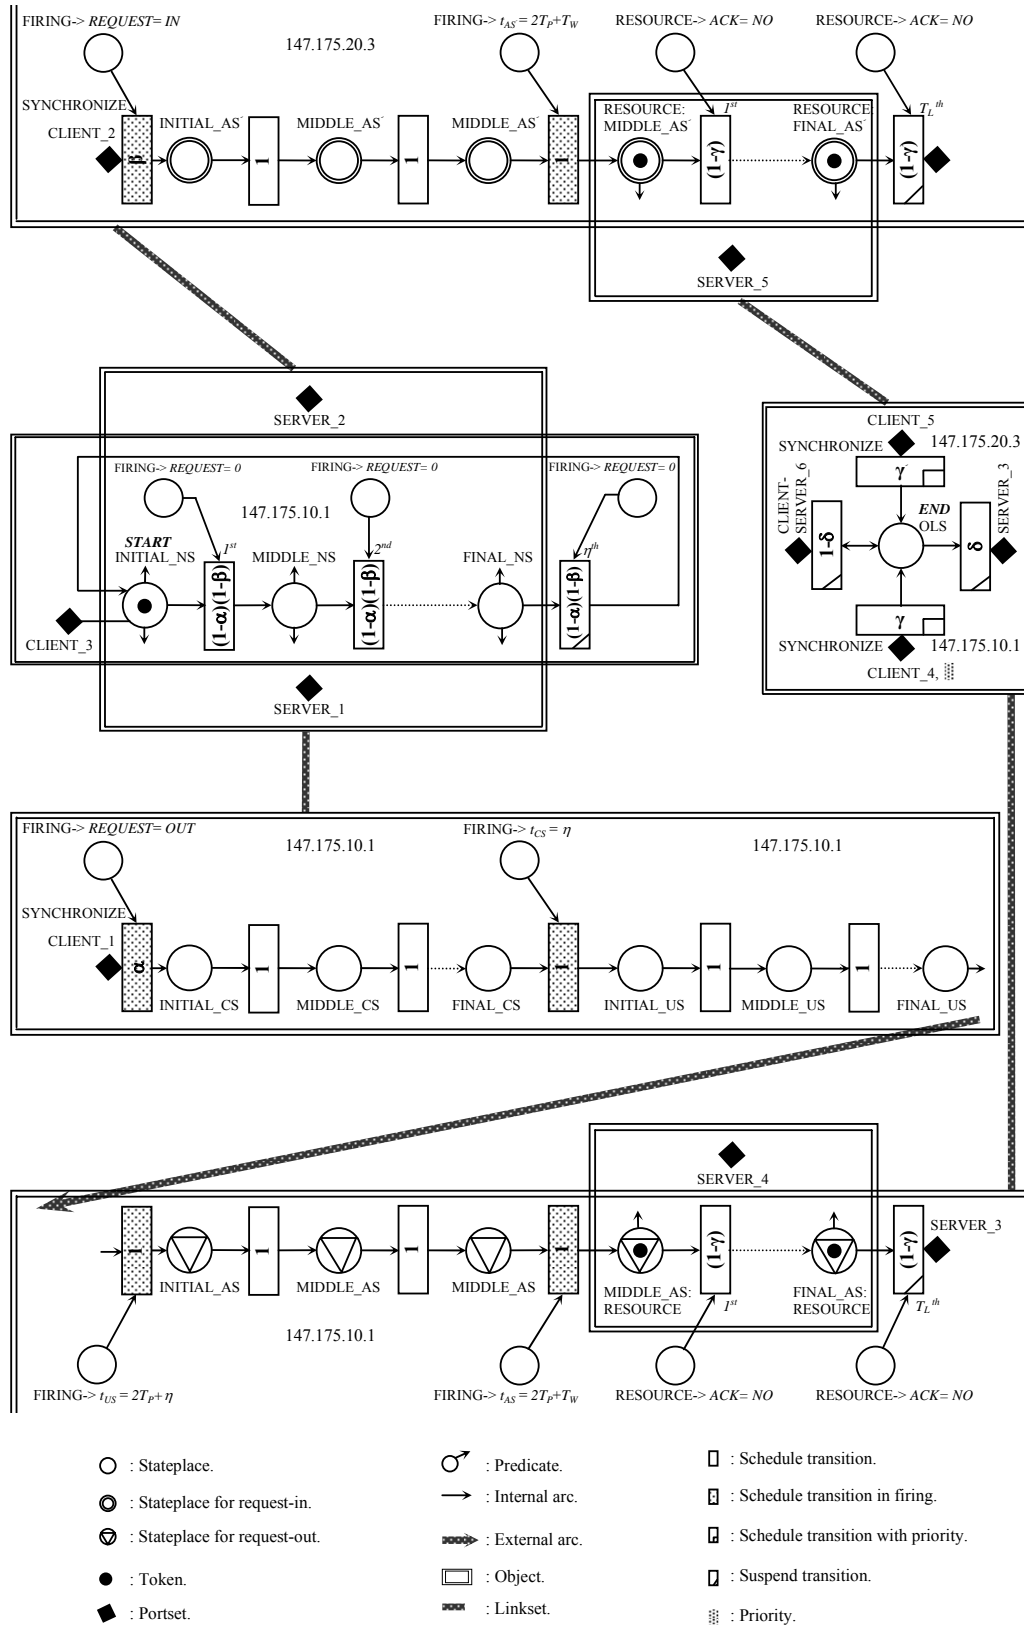 FIRING-> REQUEST= IN
FIRING-> tAS´ = 2TP+TW
RESOURCE-> ACK= NO
RESOURCE-> ACK= NO
147.175.20.3
SYNCHRONIZE
CLIENT_2
INITIAL_AS´
MIDDLE_AS´
MIDDLE_AS´
RESOURCE:
MIDDLE_AS´
1st
RESOURCE:
FINAL_AS´
TL th
β
1
1
1
(1-γ)
(1-γ)
SERVER_5
SERVER_2
FIRING-> REQUEST= 0
FIRING-> REQUEST= 0
FIRING-> REQUEST= 0
147.175.10.1
START
INITIAL_NS
1st
MIDDLE_NS
2nd
FINAL_NS
ηth
(1-α)(1-β)
(1-α)(1-β)
(1-α)(1-β)
CLIENT_3
SERVER_1
CLIENT_5
SYNCHRONIZE
147.175.20.3
γ´
CLIENT-
SERVER_6
1-δ
END
OLS
δ
SERVER_3
γ
SYNCHRONIZE
147.175.10.1
CLIENT_4,
FIRING-> REQUEST= OUT
147.175.10.1
FIRING-> tCS = η
147.175.10.1
SYNCHRONIZE
CLIENT_1
α
1
1
1
1
1
INITIAL_CS
MIDDLE_CS
FINAL_CS
INITIAL_US
MIDDLE_US
FINAL_US
SERVER_4
1
1
1
1
(1-γ)
(1-γ)
SERVER_3
INITIAL_AS
MIDDLE_AS
MIDDLE_AS
MIDDLE_AS:
RESOURCE
1st
FINAL_AS:
RESOURCE
TL th
147.175.10.1
FIRING-> tUS = 2TP+η
FIRING-> tAS = 2TP+TW
RESOURCE-> ACK= NO
RESOURCE-> ACK= NO
: Stateplace.
: Predicate.
: Schedule transition.
: Stateplace for request-in.
: Internal arc.
: Schedule transition in firing.
: Stateplace for request-out.
: External arc.
: Schedule transition with priority.
: Token.
: Object.
: Suspend transition.
: Portset.
: Linkset.
: Priority.